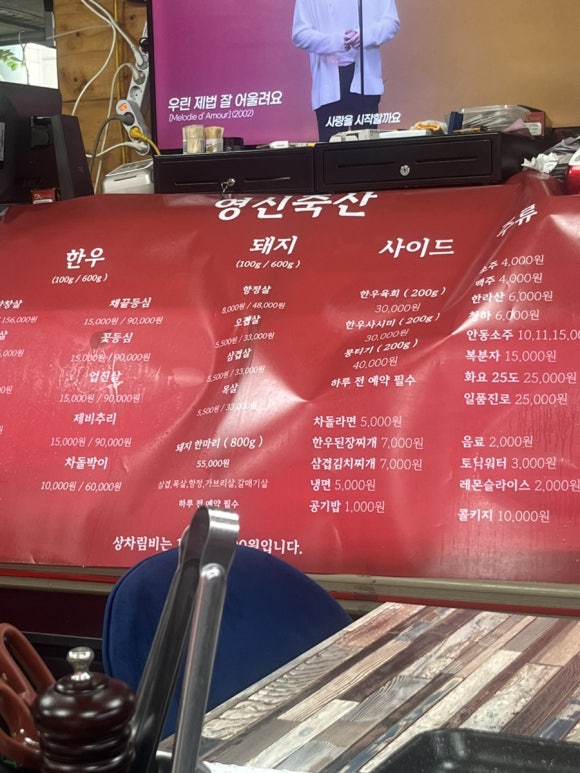 우린 제법 잘 어울려요
[Melodie d' Amour](2002)
사랑을 시작할까요
영신축산
한우
(100g / 600g)
채끝등심
15,000원 / 90,000원
꽃등심
15,000원 / 90,000원
업진살
15,000원 / 90,000원
제비추리
15,000원 / 90,000원
차돌박이
10,000원 / 60,000원
돼지
(100g / 600g)
항정살
8,000원 / 48,000원
오겹살
5,500원 / 33,000원
삼겹살
5,500원 / 33,000원
목살
5,500원 / 33,000원
돼지 한마리 ( 800g )
55,000원
삼겹,목살,항정,가브리살,갈매기살
하루 전 예약 필수
사이드
한우육회 ( 200g )
30,000원
한우사시미 ( 200g )
30,000원
뭉티기 ( 200g )
40,000원
하루 전 예약 필수
차돌라면 5,000원
한우된장찌개 7,000원
삼겹김치찌개 7,000원
냉면 5,000원
공기밥 1,000원
주류
소주 4,000원
맥주 4,000원
한라산 6,000원
청하 6,000원
안동소주 10,11,15,00
복분자 15,000원
화요 25도 25,000원
일품진로 25,000원
음료 2,000원
토닉워터 3,000원
레몬슬라이스 2,000원
콜키지 10,000원
상차림비는
원입니다.